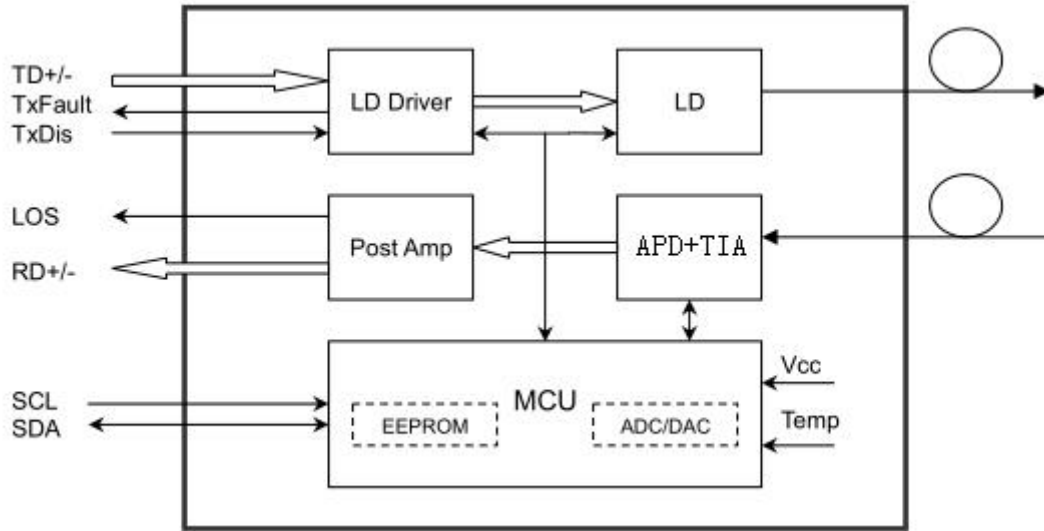 TD+/-
TxFault
TxDis
LD Driver
LD
LOS
RD+/-
Post Amp
APD+TIA
SCL
SDA
MCU
EEPROM
ADC/DAC
Vcc
Temp